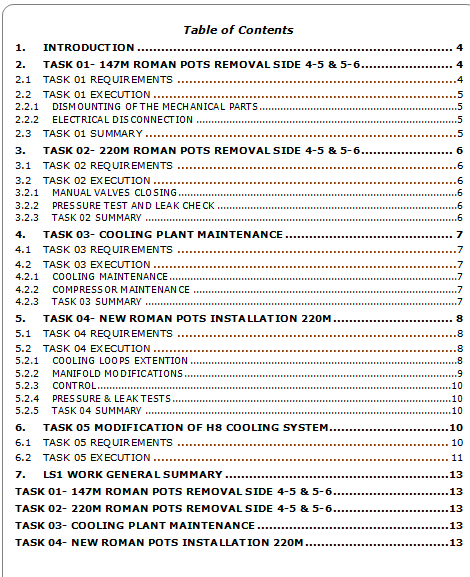 Table of Contents
1. INTRODUCTION ........................................ 4
2. TASK 01- 147M ROMAN POTS REMOVAL SIDE 4-5 & 5-6 ........................................ 4
2.1 TASK 01 REQUIREMENTS ........................................ 4
2.2 TASK 01 EXECUTION ........................................ 5
2.2.1 DISMOUNTING OF THE MECHANICAL PARTS ........................................ 5
2.2.2 ELECTRICAL DISCONNECTION ........................................ 5
2.3 TASK 01 SUMMARY ........................................ 5
3. TASK 02- 220M ROMAN POTS REMOVAL SIDE 4-5 & 5-6 ........................................ 6
3.1 TASK 02 REQUIREMENTS ........................................ 6
3.2 TASK 02 EXECUTION ........................................ 6
3.2.1 MANUAL VALVES CLOSING ........................................ 6
3.2.2 PRESSURE TEST AND LEAK CHECK ........................................ 6
3.2.3 TASK 02 SUMMARY ........................................ 6
4. TASK 03- COOLING PLANT MAINTENANCE ........................................ 7
4.1 TASK 03 REQUIREMENTS ........................................ 7
4.2 TASK 03 EXECUTION ........................................ 7
4.2.1 COOLING MAINTENANCE ........................................ 7
4.2.2 COMPRESSOR MAINTENANCE ........................................ 7
4.2.3 TASK 03 SUMMARY ........................................ 7
5. TASK 04- NEW ROMAN POTS INSTALLATION 220M ........................................ 8
5.1 TASK 04 REQUIREMENTS ........................................ 8
5.2 TASK 04 EXECUTION ........................................ 8
5.2.1 COOLING LOOPS EXTENTION ........................................ 8
5.2.2 MANIFOLD MODIFICATIONS ........................................ 9
5.2.3 CONTROL ........................................ 10
5.2.4 PRESSURE & LEAK TESTS ........................................ 10
5.2.5 TASK 04 SUMMARY ........................................ 10
6. TASK 05 MODIFICATION OF H8 COOLING SYSTEM ........................................ 10
6.1 TASK 05 REQUIREMENTS ........................................ 10
6.2 TASK 05 EXECUTION ........................................ 11
7. LS1 WORK GENERAL SUMMARY ........................................ 13
TASK 01- 147M ROMAN POTS REMOVAL SIDE 4-5 & 5-6 ........................................ 13
TASK 02- 220M ROMAN POTS REMOVAL SIDE 4-5 & 5-6 ........................................ 13
TASK 03- COOLING PLANT MAINTENANCE ........................................ 13
TASK 04- NEW ROMAN POTS INSTALLATION 220M ........................................ 13